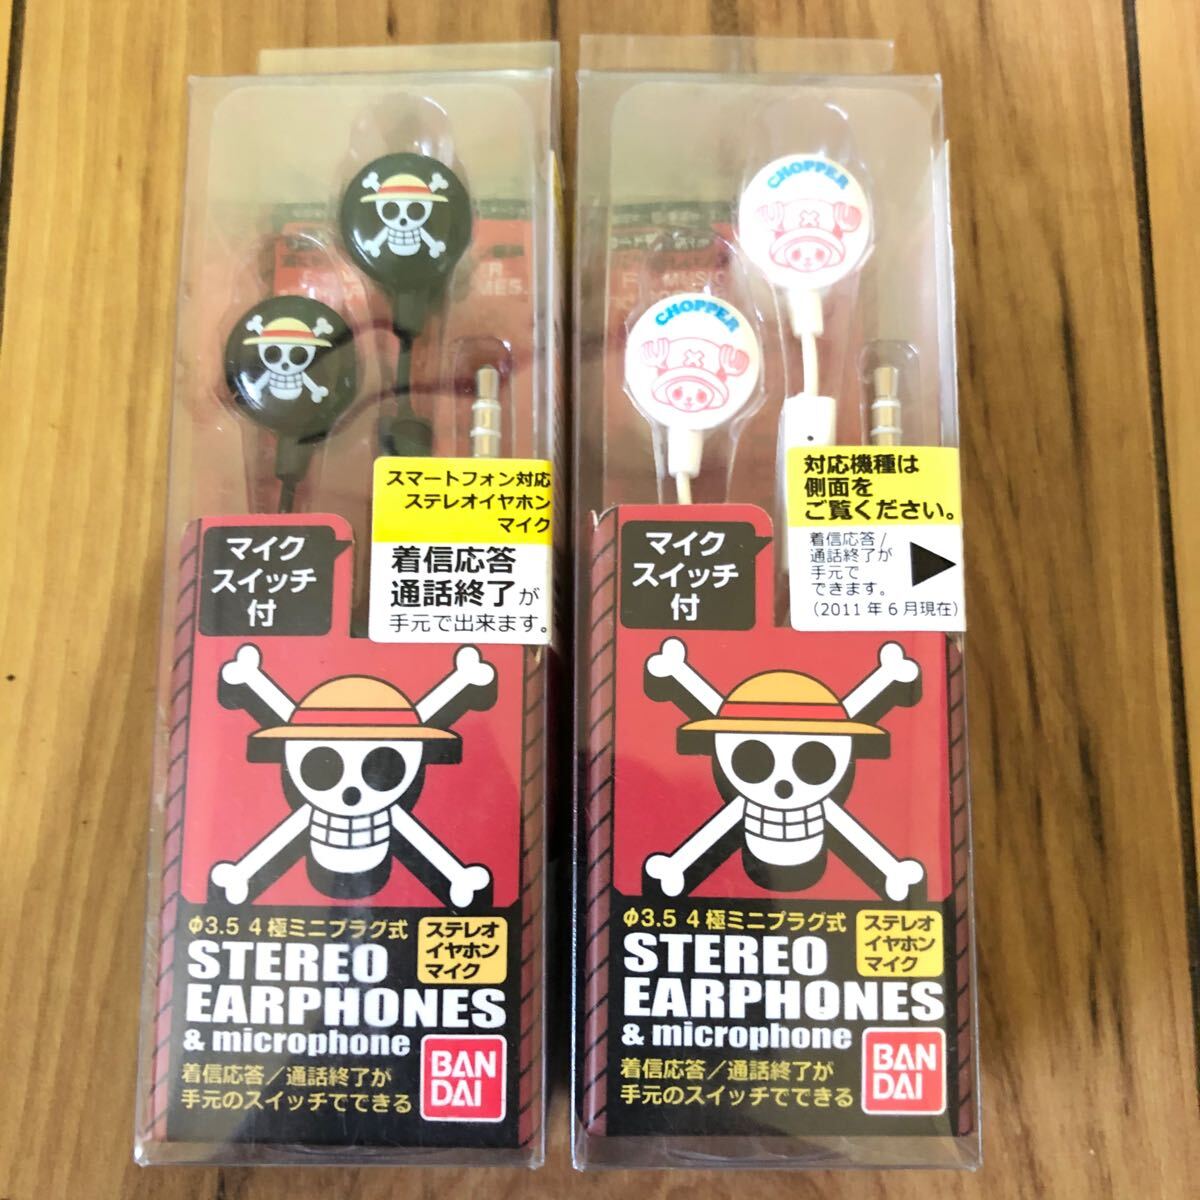 スマートフォン対応
ステレオイヤホン
マイク
着信応答
通話終了が
手元で出来ます。
マイク
スイッチ
付
φ3.5 4極ミニプラグ式
STEREO
EARPHONES
& microphone
ステレオ
イヤホン
マイク
着信応答/通話終了が
手元のスイッチでできる
BAN
DAI
CHOPPER
CHOPPER
対応機種は
側面を
ご覧ください。
着信応答/
通話終了が
手元で
できます。
(2011年6月現在)
マイク
スイッチ
付
φ3.5 4極ミニプラグ式
STEREO
EARPHONES
& microphone
ステレオ
イヤホン
マイク
着信応答/通話終了が
手元のスイッチでできる
BAN
DAI